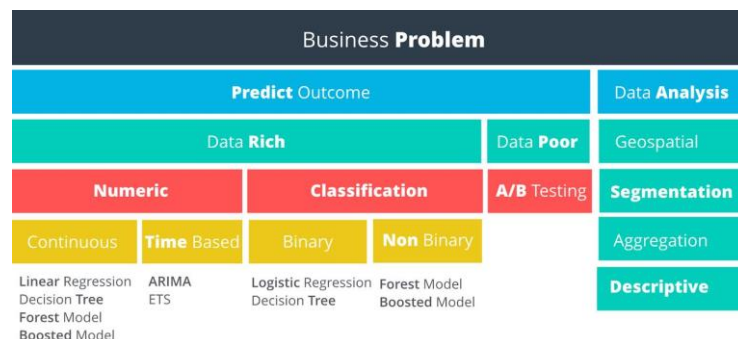 Business Problem
Predict Outcome
Data Analysis
Data Rich
Data Poor
Geospatial
Numeric
Classification
A/B Testing
Segmentation
Continuous
Time Based
Binary
Non Binary
Aggregation
Linear Regression
Decision Tree
Forest Model
Boosted Model
ARIMA
ETS
Logistic Regression
Decision Tree
Forest Model
Boosted Model
Descriptive